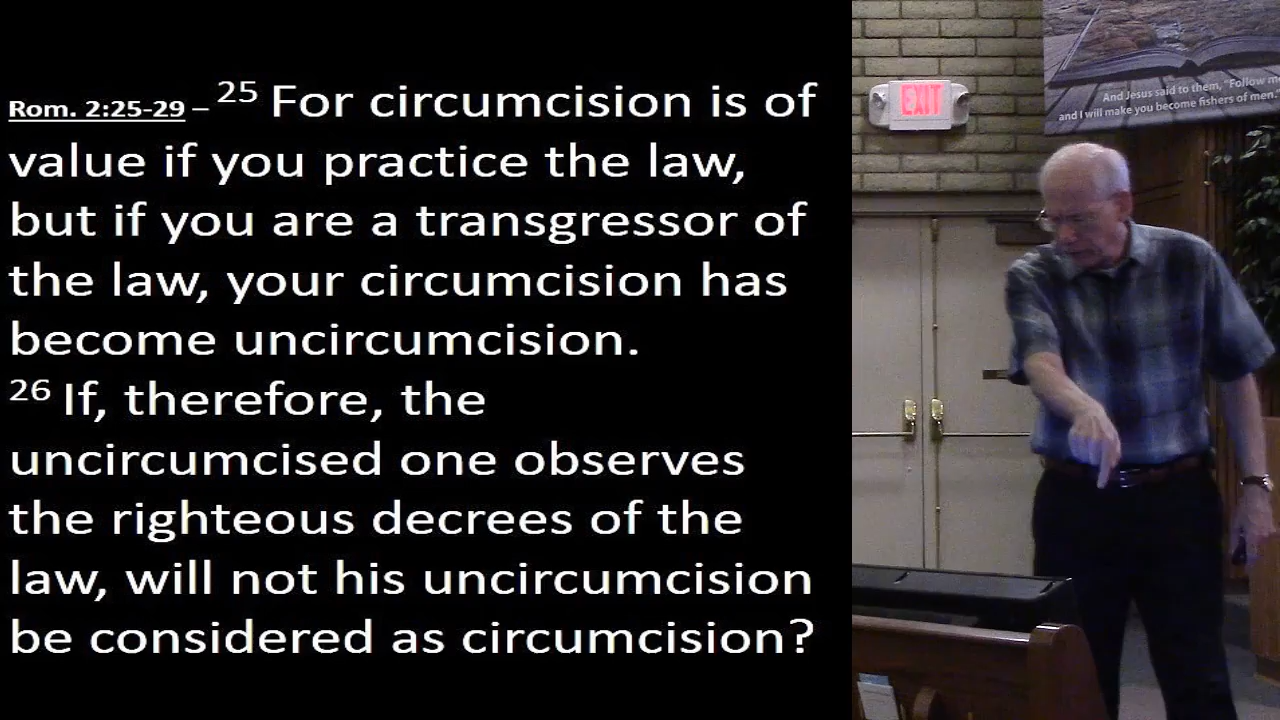 Rom. 2:25-29 – 25 For circumcision is of
value if you practice the law,
but if you are a transgressor of
the law, your circumcision has
become uncircumcision.
26 If, therefore, the
uncircumcised one observes
the righteous decrees of the
law, will not his uncircumcision
be considered as circumcision?
EXIT
And Jesus said to them, "Follow me
and I will make you become fishers of men."